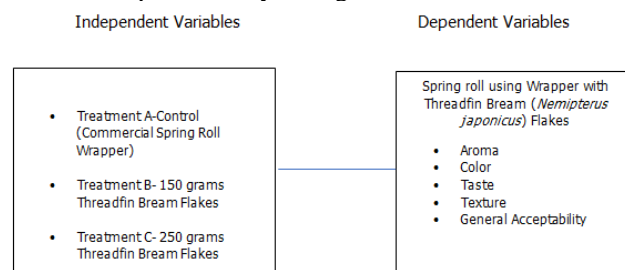 Independent Variables
Dependent Variables
• Treatment A-Control
(Commercial Spring Roll
Wrapper)
• Treatment B- 150 grams
Threadfin Bream Flakes
• Treatment C- 250 grams
Threadfin Bream Flakes
Spring roll using Wrapper with
Threadfin Bream (Nemipterus
japonicus) Flakes
• Aroma
• Color
• Taste
• Texture
• General Acceptability